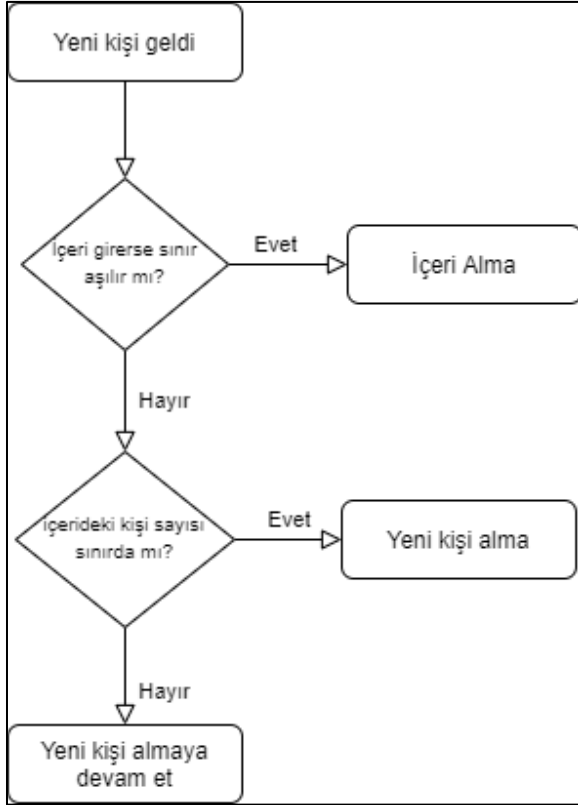 Yeni kişi geldi
İçeri girerse sınır
aşılır mı?
Evet
İçeri Alma
Hayır
içerideki kişi sayısı
sınırda mı?
Evet
Yeni kişi alma
Hayır
Yeni kişi almaya
devam et